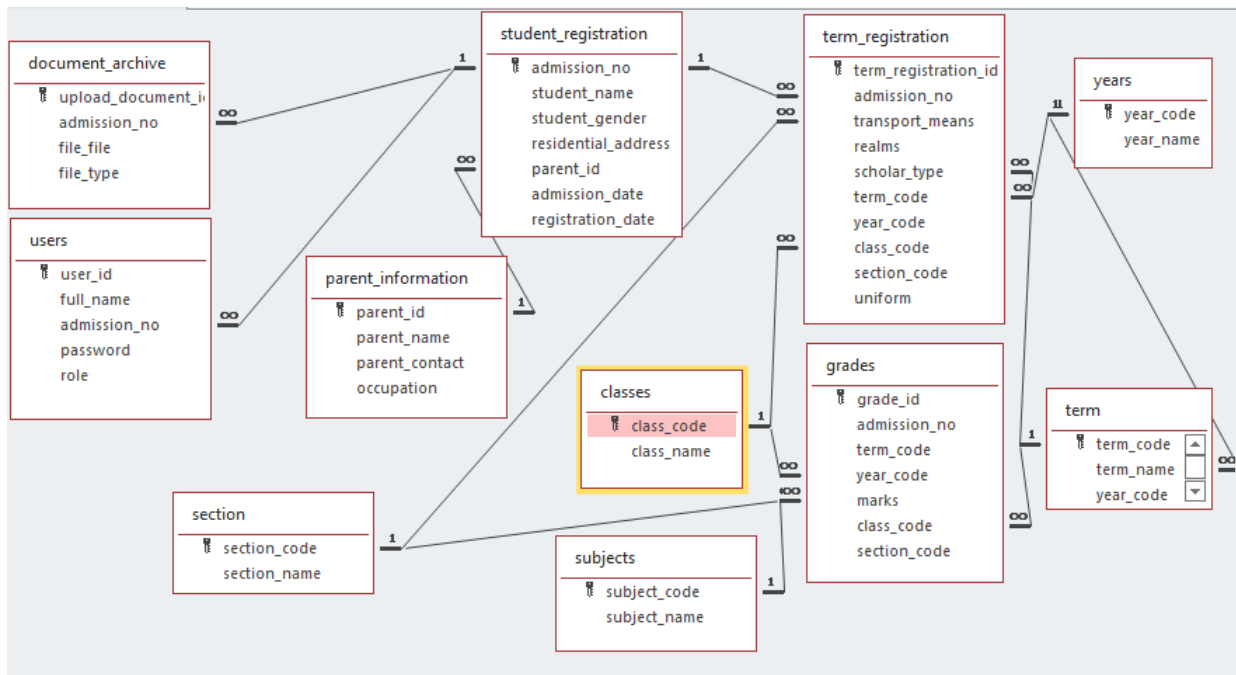 document_archive
upload_document_i
admission_no
file_file
file_type
users
user_id
full_name
admission_no
password
role
student_registration
admission_no
student_name
student_gender
residential_address
parent_id
admission_date
registration_date
parent_information
parent_id
parent_name
parent_contact
occupation
term_registration
term_registration_id
admission_no
transport_means
realms
scholar_type
term_code
year_code
class_code
section_code
uniform
years
year_code
year_name
classes
class_code
class_name
grades
grade_id
admission_no
term_code
year_code
marks
class_code
section_code
term
term_code
term_name
year_code
section
section_code
section_name
subjects
subject_code
subject_name
1
∞
∞
1
∞
∞
∞
1
1
∞
∞
∞
1
∞
∞
1
∞
1
∞
1
1